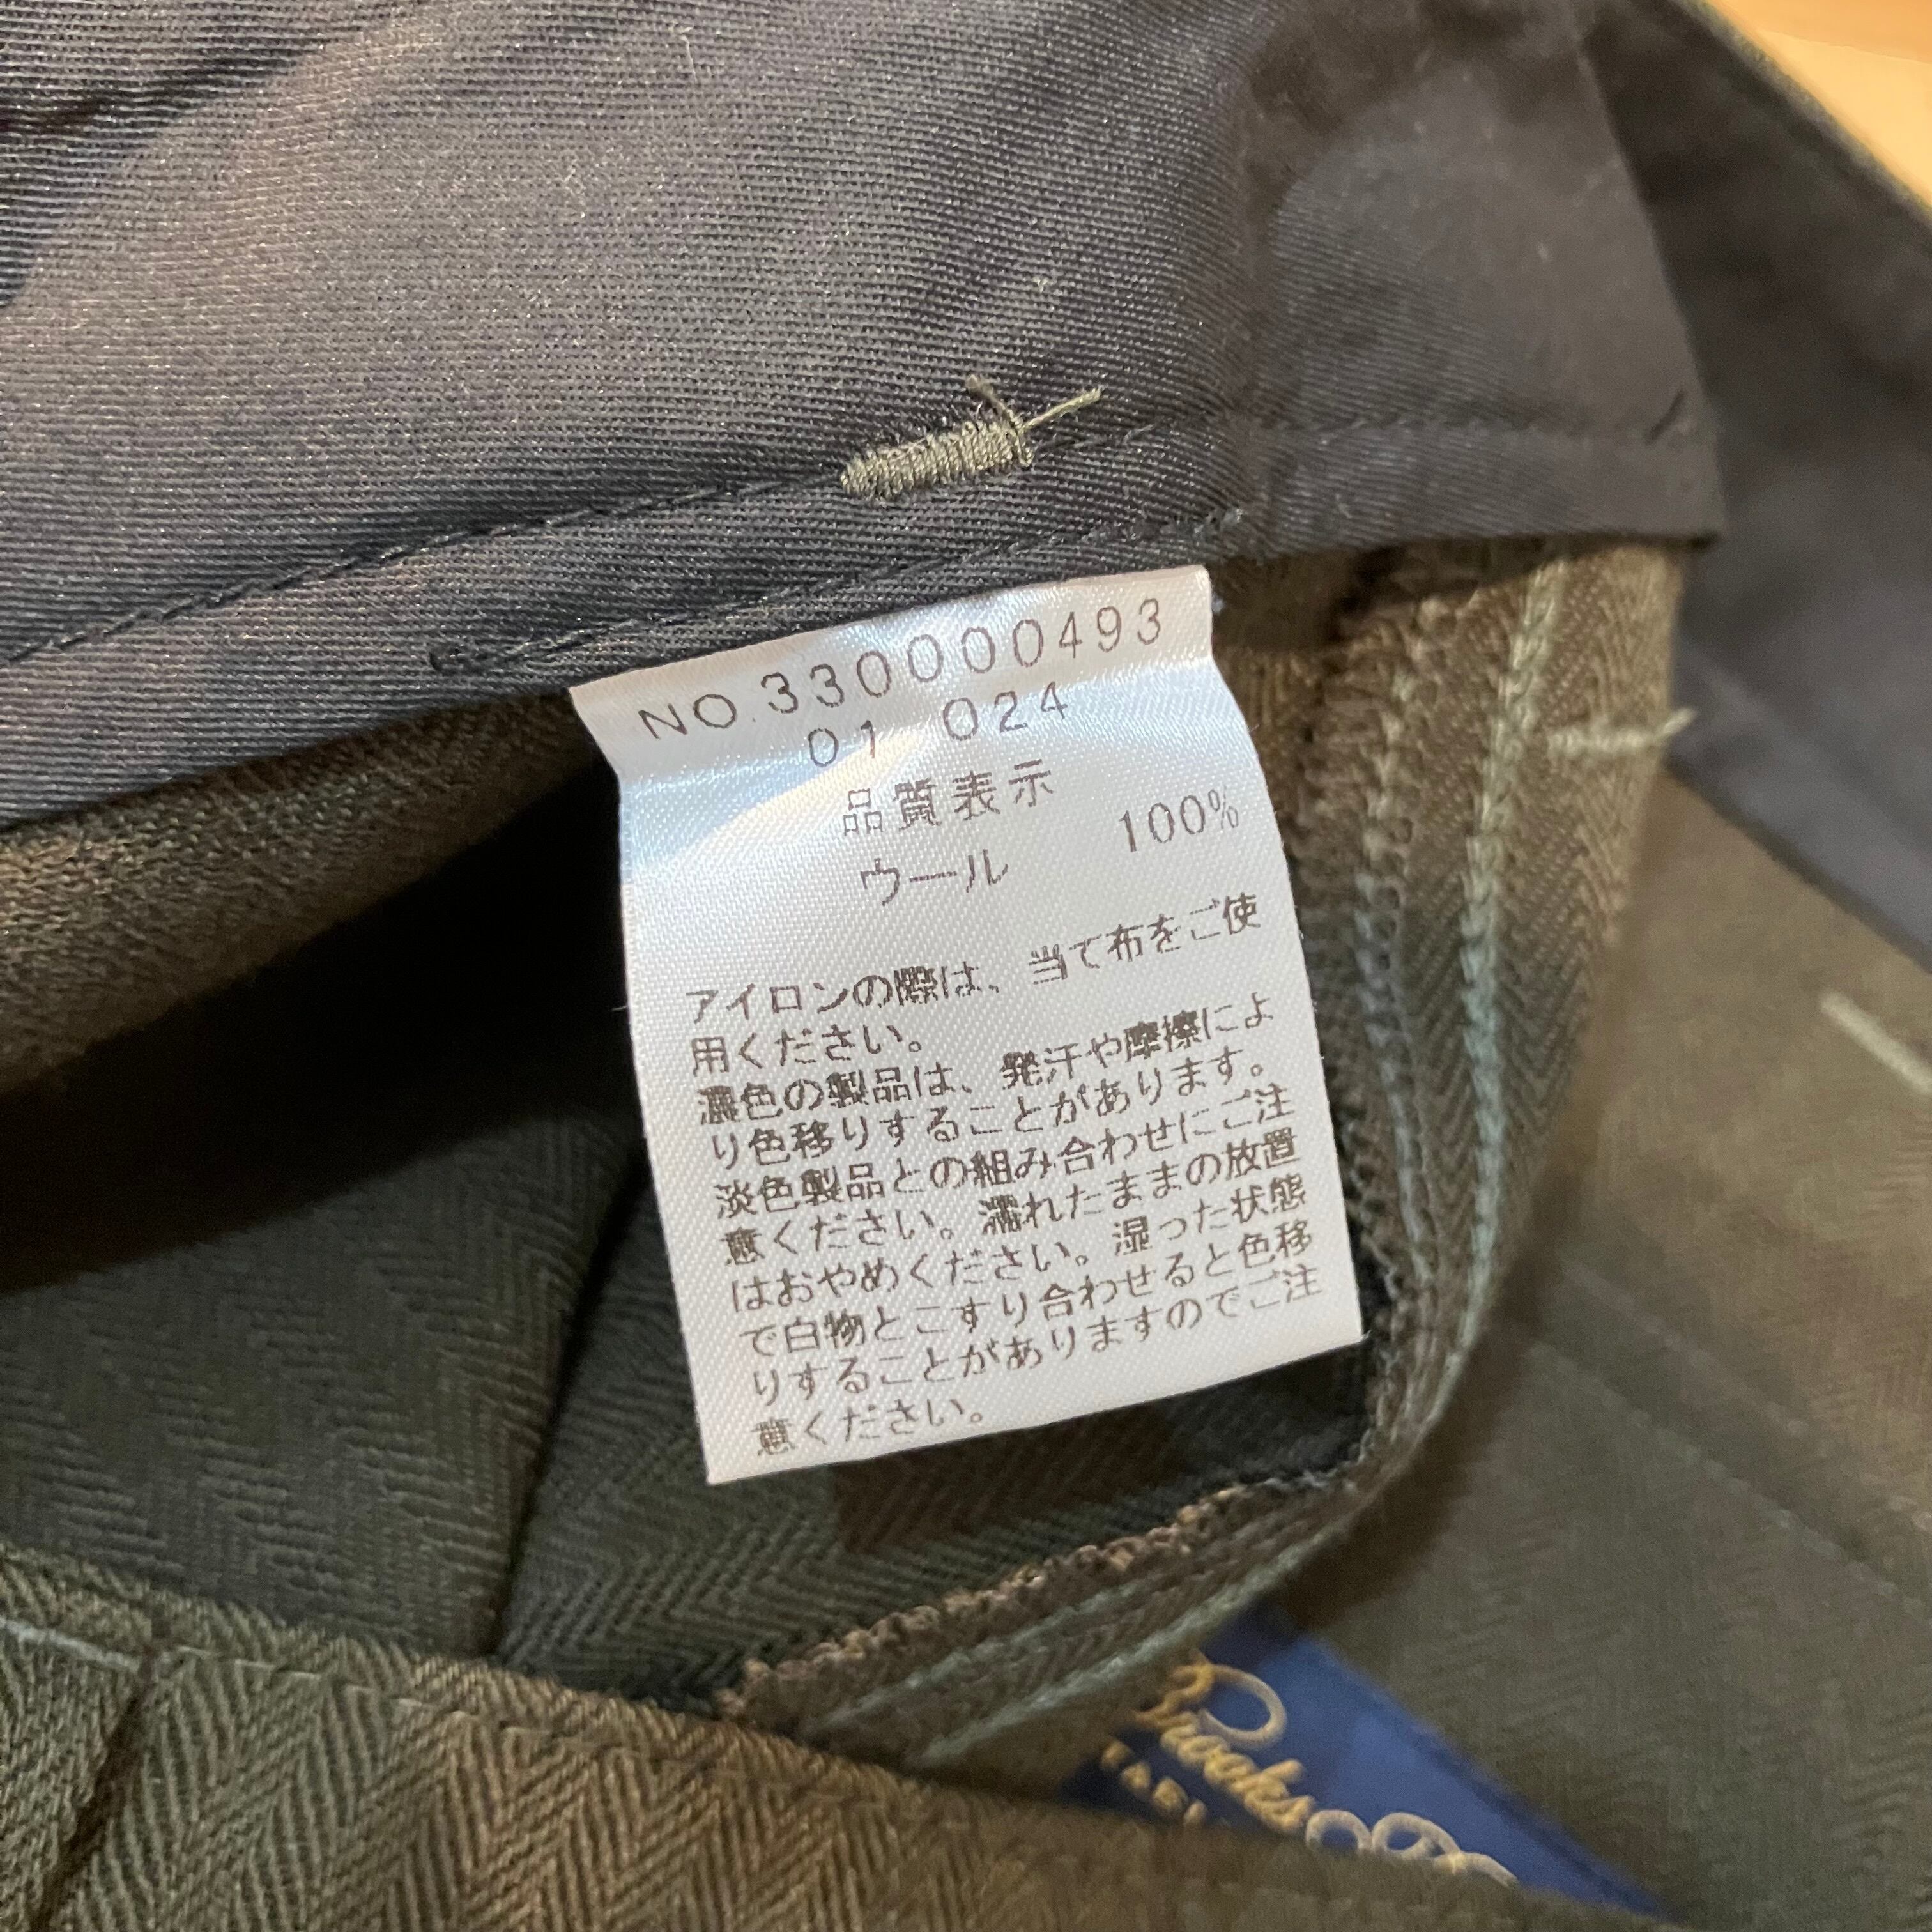 NO.330000493
01 024
品質表示
ウール 100%
アイロンの際は、当て布をご使
用ください。
濃色の製品は、発汗や摩擦によ
り色移りすることがあります。
淡色製品との組み合わせにご注
意ください。濡れたままの放置
はおやめください。湿った状態
で白物とこすり合わせると色移
りすることがありますのでご注
意ください。
Brooks